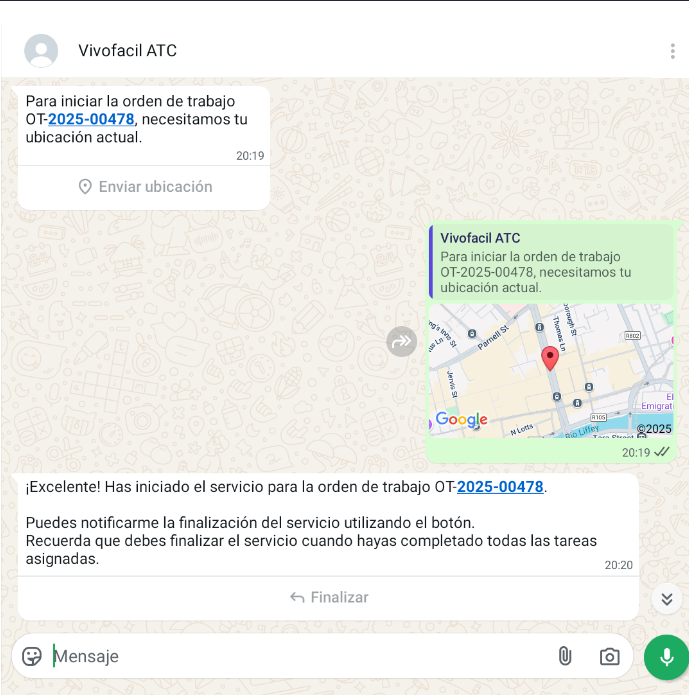 Vivofacil ATC
Para iniciar la orden de trabajo
OT-2025-00478, necesitamos tu
ubicación actual.
20:19
Enviar ubicación
Vivofacil ATC
Para iniciar la orden de trabajo
OT-2025-00478, necesitamos tu
ubicación actual.
Parnell St
Thomas Ln
R802
Jervis St
R105
N Lotts
Río Liffey
Google
©2025
20:19
¡Excelente! Has iniciado el servicio para la orden de trabajo OT-2025-00478.
Puedes notificarme la finalización del servicio utilizando el botón.
Recuerda que debes finalizar el servicio cuando hayas completado todas las tareas
asignadas.
20:20
Finalizar
Mensaje